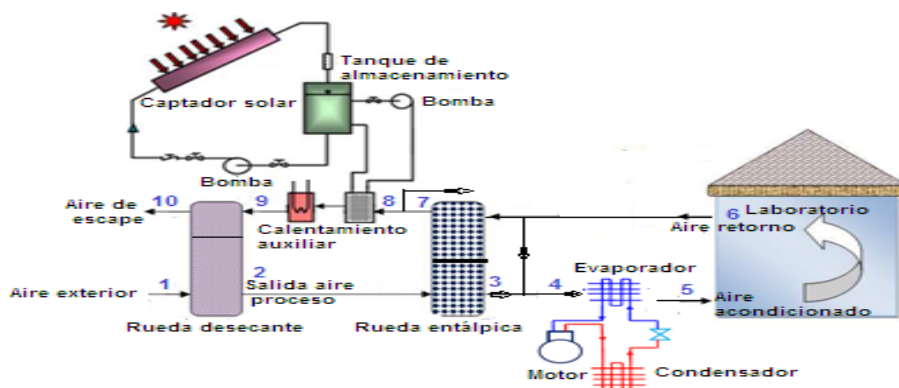 Tanque de
almacenamiento
Captador solar
Bomba
Bomba
10
9
8
7
Aire de
escape
Calentamiento
auxiliar
6
Laboratorio
Aire retorno
1
2
Salida aire
proceso
Aire exterior
3
4
Evaporador
5
Aire
acondicionado
Rueda desecante
Rueda entálpica
Motor
Condensador